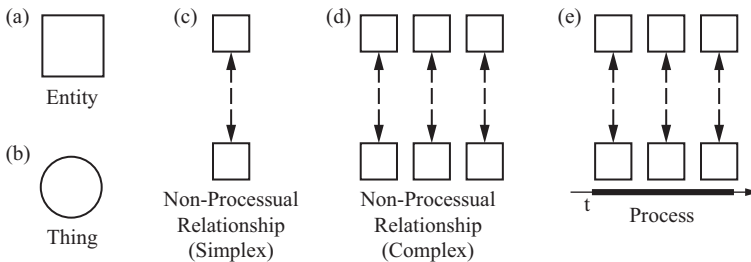 (a)
Entity
(b)
Thing
(c)
Non-Processual
Relationship
(Simplex)
(d)
Non-Processual
Relationship
(Complex)
(e)
t
Process